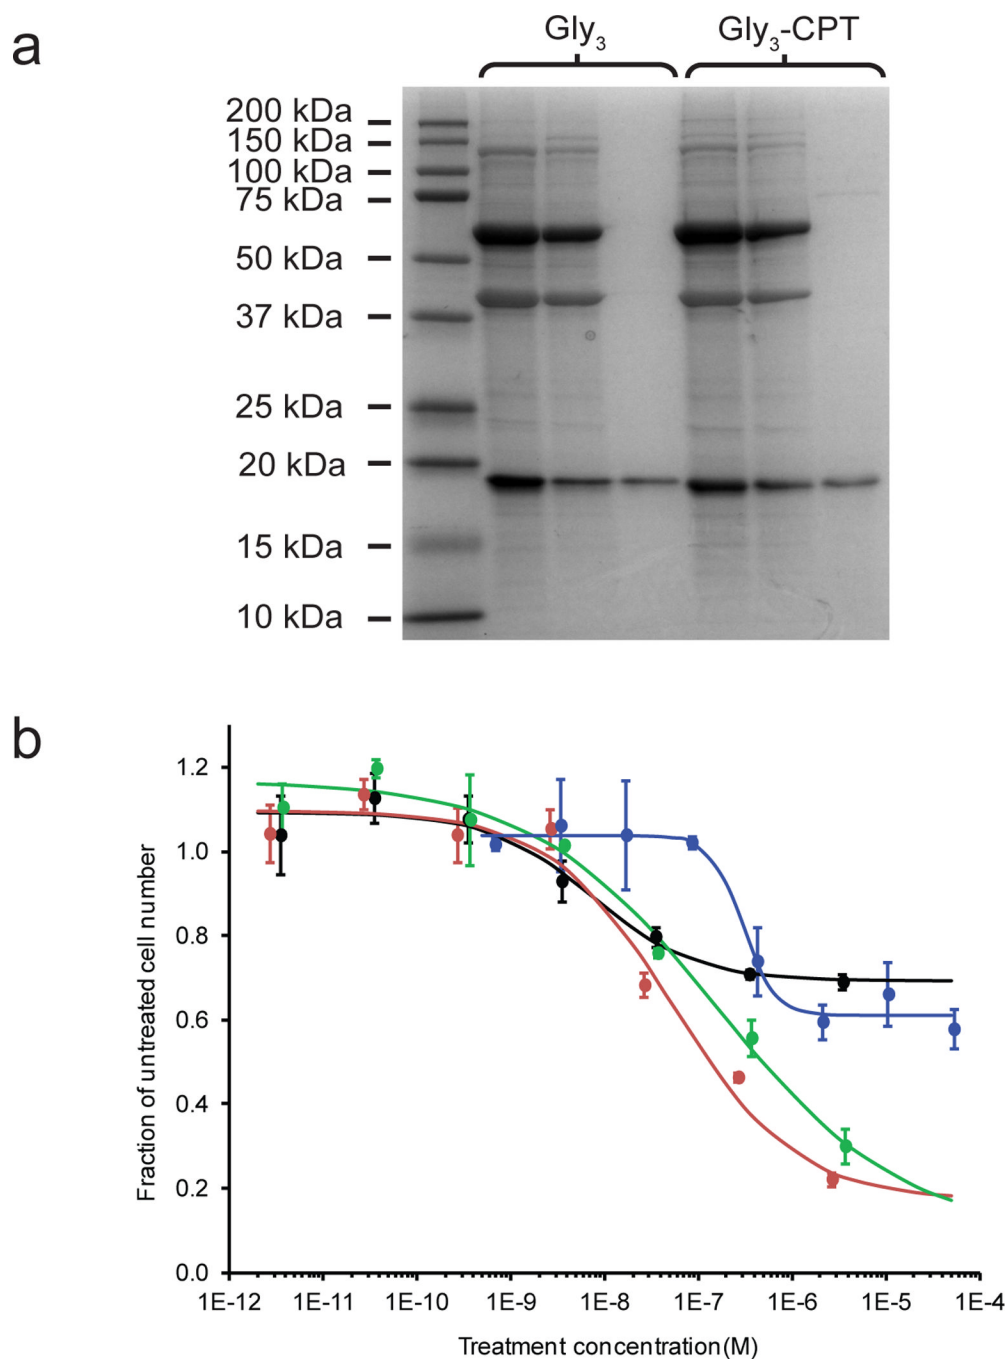 a
Gly3 Gly3-CPT
200 kDa
150 kDa
100 kDa
75 kDa
50 kDa
37 kDa
25 kDa
20 kDa
15 kDa
10 kDa
b
Fraction of untreated cell number
1.2
1.0
0.8
0.6
0.4
0.2
0.0
1E-12 1E-11 1E-10 1E-9 1E-8 1E-7 1E-6 1E-5 1E-4
Treatment concentration(M)